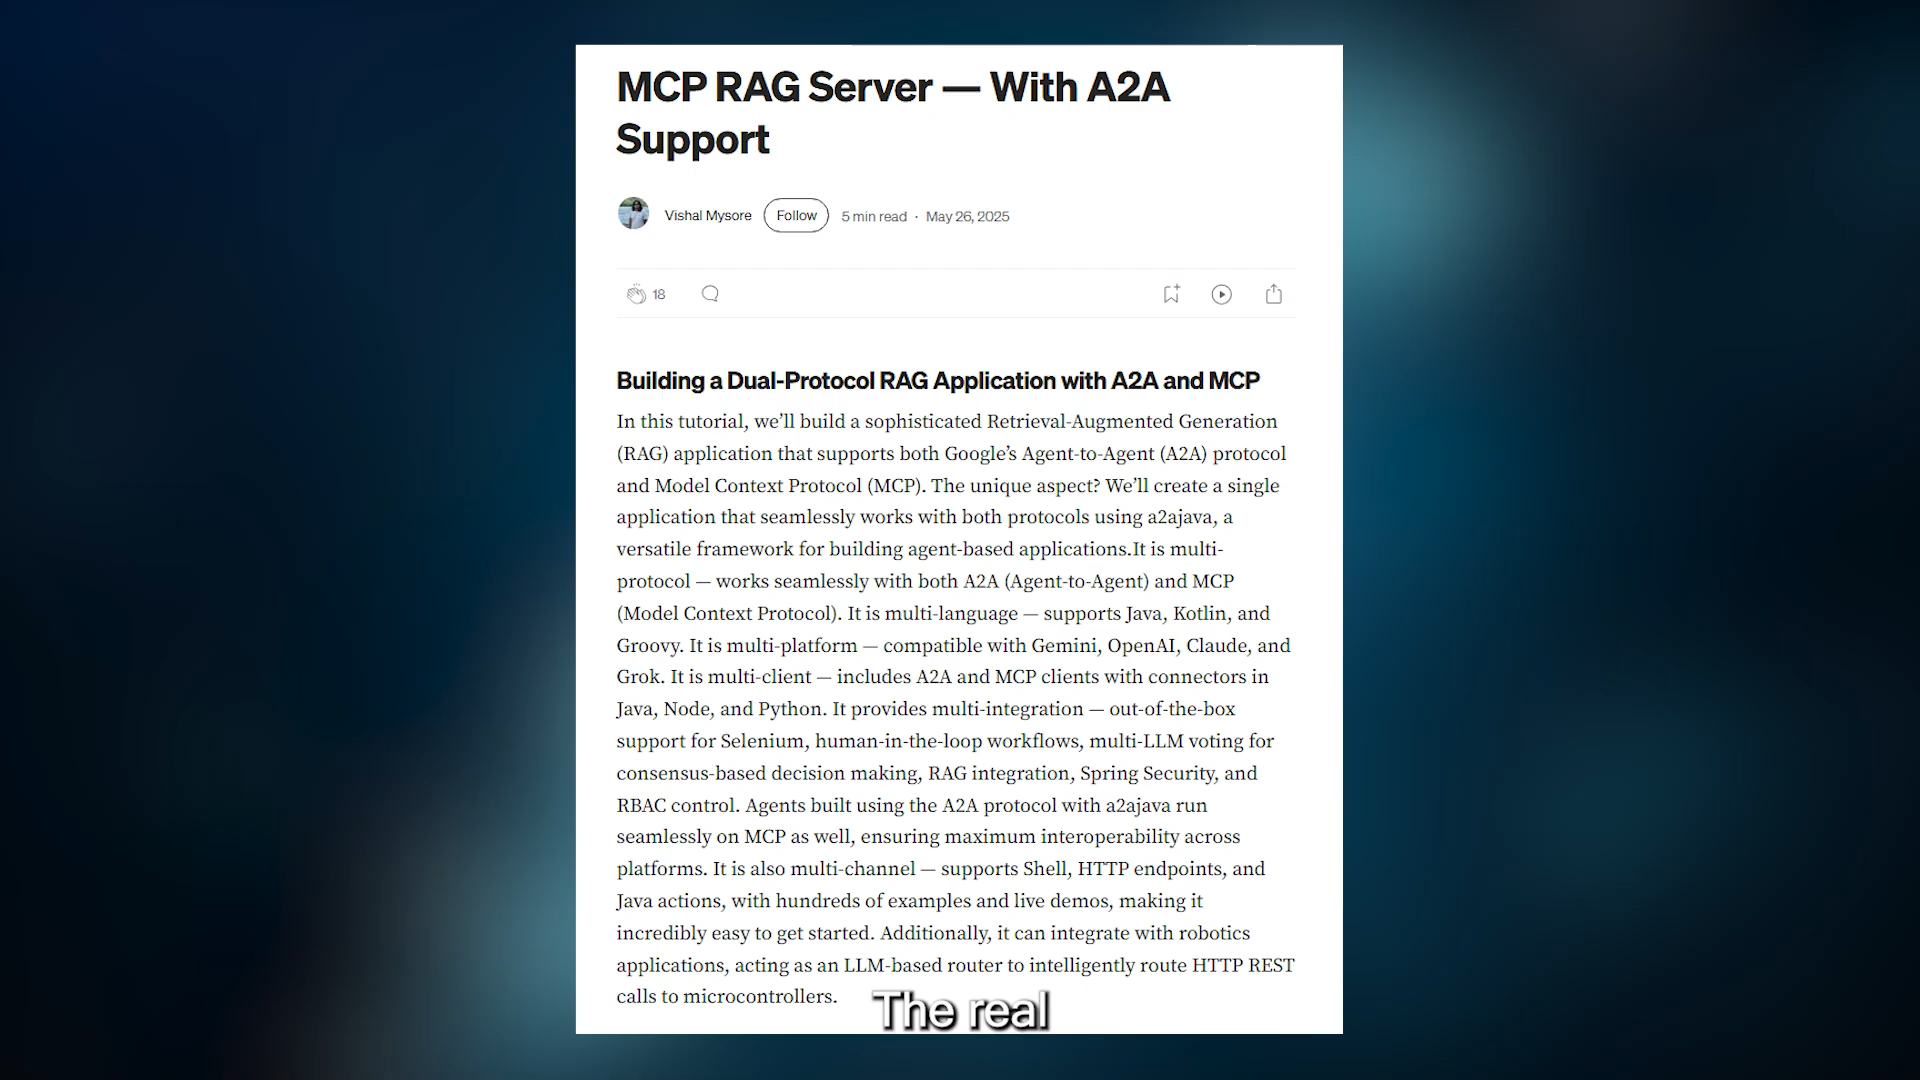 MCP RAG Server — With A2A
Support
Vishal Mysore Follow 5 min read · May 26, 2025
18
Building a Dual-Protocol RAG Application with A2A and MCP
In this tutorial, we’ll build a sophisticated Retrieval-Augmented Generation
(RAG) application that supports both Google’s Agent-to-Agent (A2A) protocol
and Model Context Protocol (MCP). The unique aspect? We’ll create a single
application that seamlessly works with both protocols using a2ajava, a
versatile framework for building agent-based applications.It is multi-
protocol — works seamlessly with both A2A (Agent-to-Agent) and MCP
(Model Context Protocol). It is multi-language — supports Java, Kotlin, and
Groovy. It is multi-platform — compatible with Gemini, OpenAI, Claude, and
Grok. It is multi-client — includes A2A and MCP clients with connectors in
Java, Node, and Python. It provides multi-integration — out-of-the-box
support for Selenium, human-in-the-loop workflows, multi-LLM voting for
consensus-based decision making, RAG integration, Spring Security, and
RBAC control. Agents built using the A2A protocol with a2ajava run
seamlessly on MCP as well, ensuring maximum interoperability across
platforms. It is also multi-channel — supports Shell, HTTP endpoints, and
Java actions, with hundreds of examples and live demos, making it
incredibly easy to get started. Additionally, it can integrate with robotics
applications, acting as an LLM-based router to intelligently route HTTP REST
calls to microcontrollers.
The real